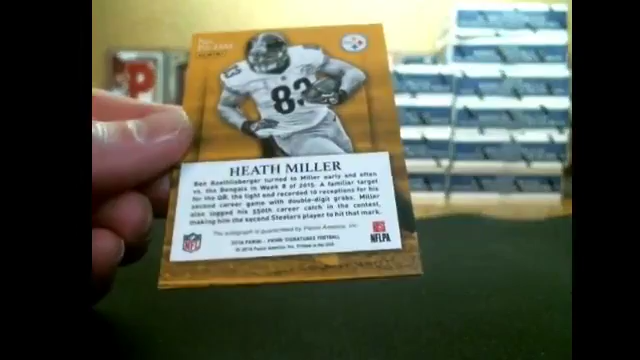 83
HEATH MILLER
Ben Roethlisberger turned to Miller early and often
vs. the Bengals in Week 8 of 2015. A familiar target
for the QB, the tight end recorded 10 receptions for his
second career game with double-digit grabs. Miller
also logged his 550th career catch in the contest,
making him the second Steelers player to hit that mark.
The autograph is guaranteed by Panini America, Inc.
2016 PANINI - PRIME SIGNATURES FOOTBALL
© 2016 Panini America, Inc. Printed in the USA
NFL
NFLPA
P